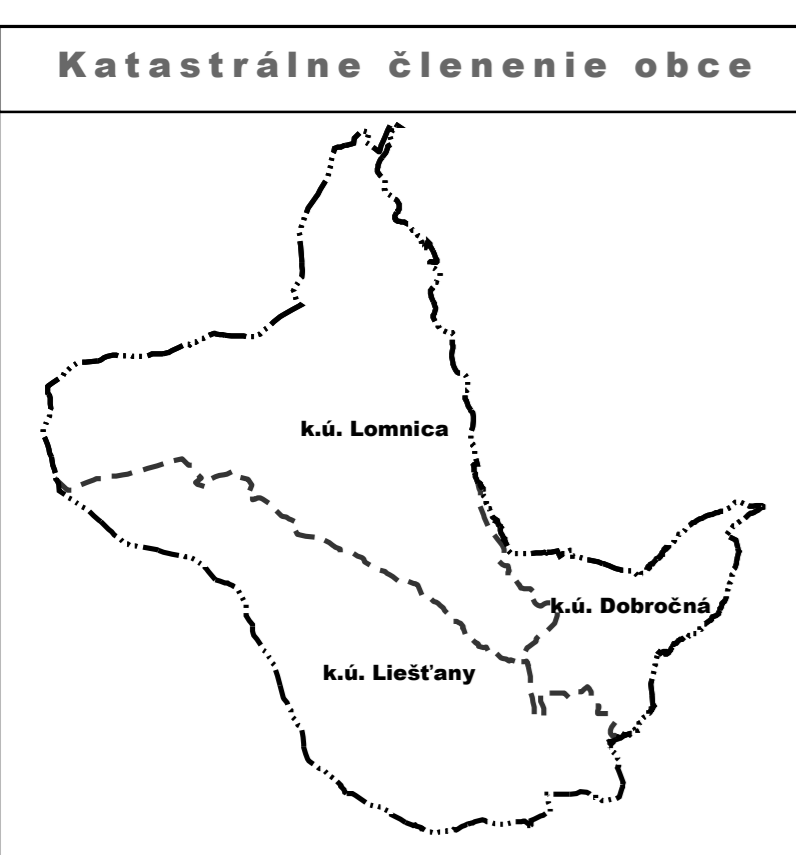 Katastrálne členenie obce
k.ú. Lomnica
k.ú. Dobročná
k.ú. Liešťany